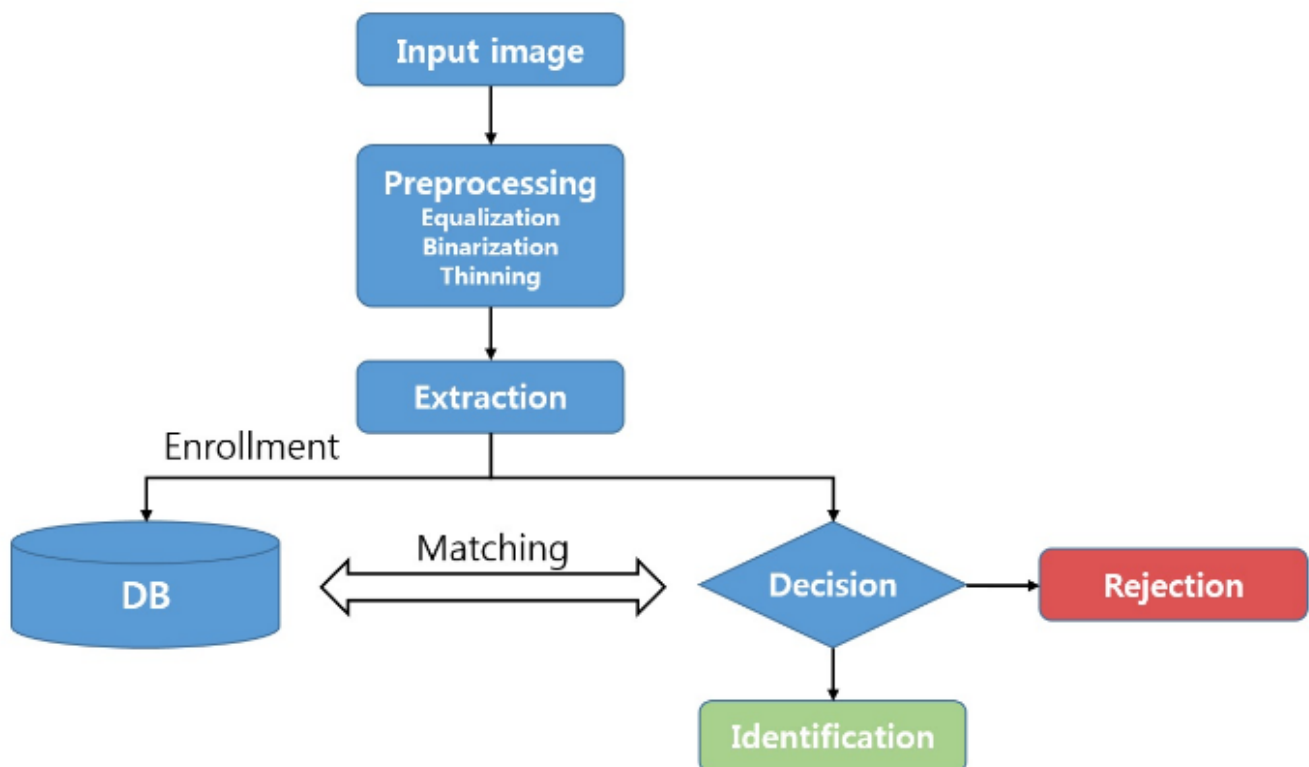 Input image
Preprocessing
Equalization
Binarization
Thinning
Extraction
Enrollment
Matching
DB
Decision
Rejection
Identification